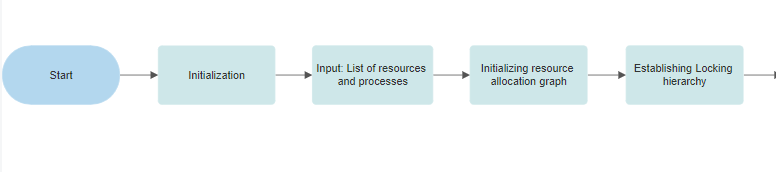 Start
Initialization
Input: List of resources
and processes
Initializing resource
allocation graph
Establishing Locking
hierarchy